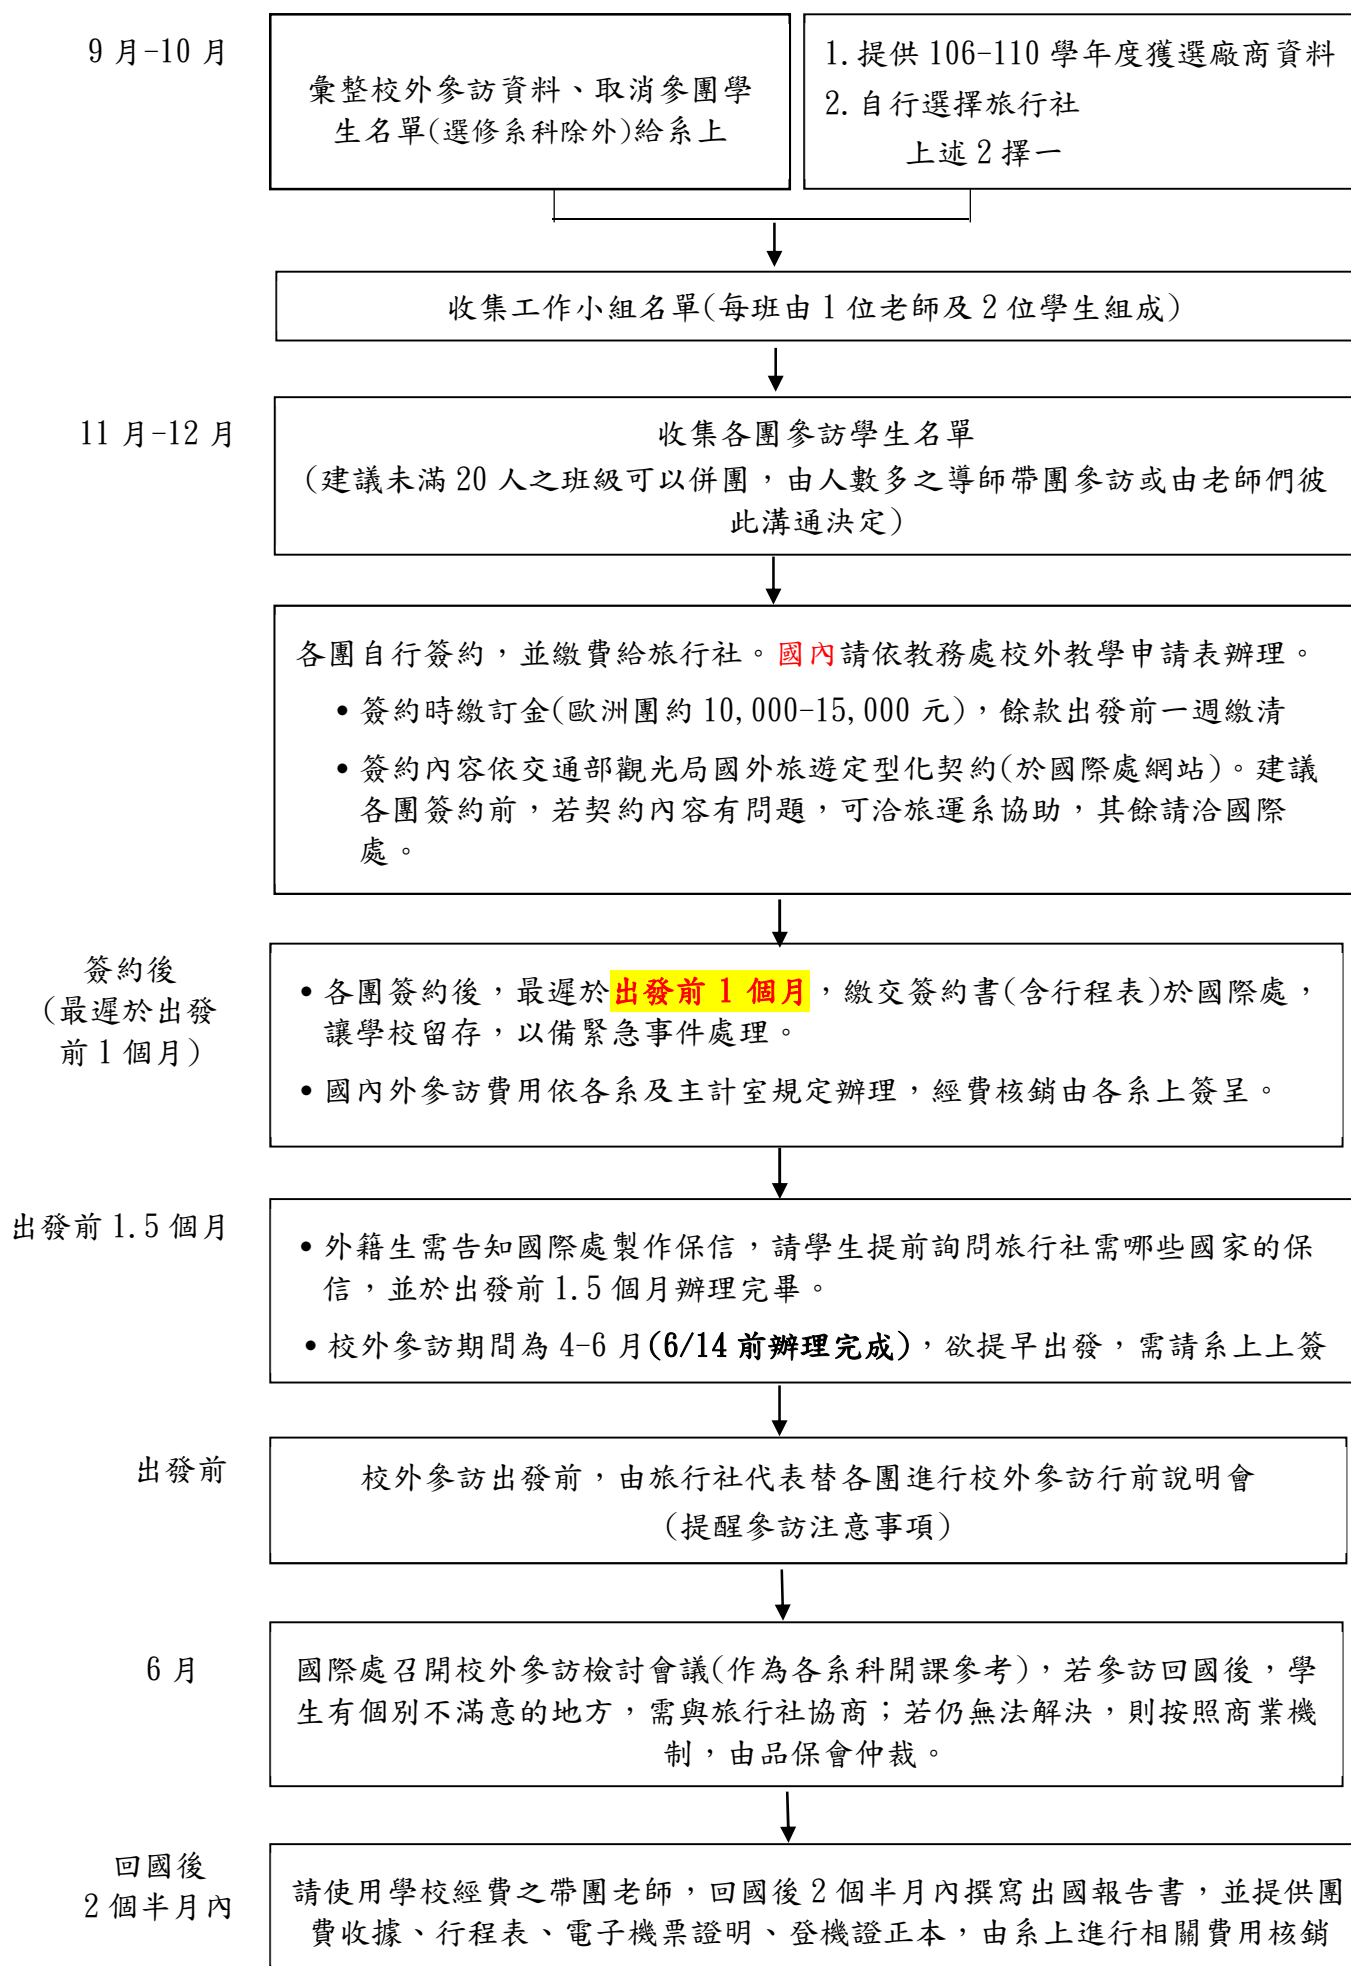 9 月-10 月
彙整校外參訪資料、取消參團學
生名單(選修系科除外)給系上
1. 提供 106-110 學年度獲選廠商資料
2. 自行選擇旅行社
上述 2 擇一
收集工作小組名單(每班由 1 位老師及 2 位學生組成)
11 月-12 月
收集各團參訪學生名單
(建議未滿 20 人之班級可以併團，由人數多之導師帶團參訪或由老師們彼
此溝通決定)
各團自行簽約，並繳費給旅行社。國內請依教務處校外教學申請表辦理。
• 簽約時繳訂金(歐洲團約 10,000-15,000 元)，餘款出發前一週繳清
• 簽約內容依交通部觀光局國外旅遊定型化契約(於國際處網站)。建議
各團簽約前，若契約內容有問題，可洽旅運系協助，其餘請洽國際
處。
簽約後
(最遲於出發
前 1 個月)
• 各團簽約後，最遲於出發前 1 個月，繳交簽約書(含行程表)於國際處，
讓學校留存，以備緊急事件處理。
• 國內外參訪費用依各系及主計室規定辦理，經費核銷由各系上簽呈。
出發前 1.5 個月
• 外籍生需告知國際處製作保信，請學生提前詢問旅行社需哪些國家的保
信，並於出發前 1.5 個月辦理完畢。
• 校外參訪期間為 4-6 月(6/14 前辦理完成)，欲提早出發，需請系上上簽
出發前
校外參訪出發前，由旅行社代表替各團進行校外參訪行前說明會
(提醒參訪注意事項)
6 月
國際處召開校外參訪檢討會議(作為各系科開課參考)，若參訪回國後，學
生有個別不滿意的地方，需與旅行社協商；若仍無法解決，則按照商業機
制，由品保會仲裁。
回國後
2 個半月內
請使用學校經費之帶團老師，回國後 2 個半月內撰寫出國報告書，並提供團
費收據、行程表、電子機票證明、登機證正本，由系上進行相關費用核銷